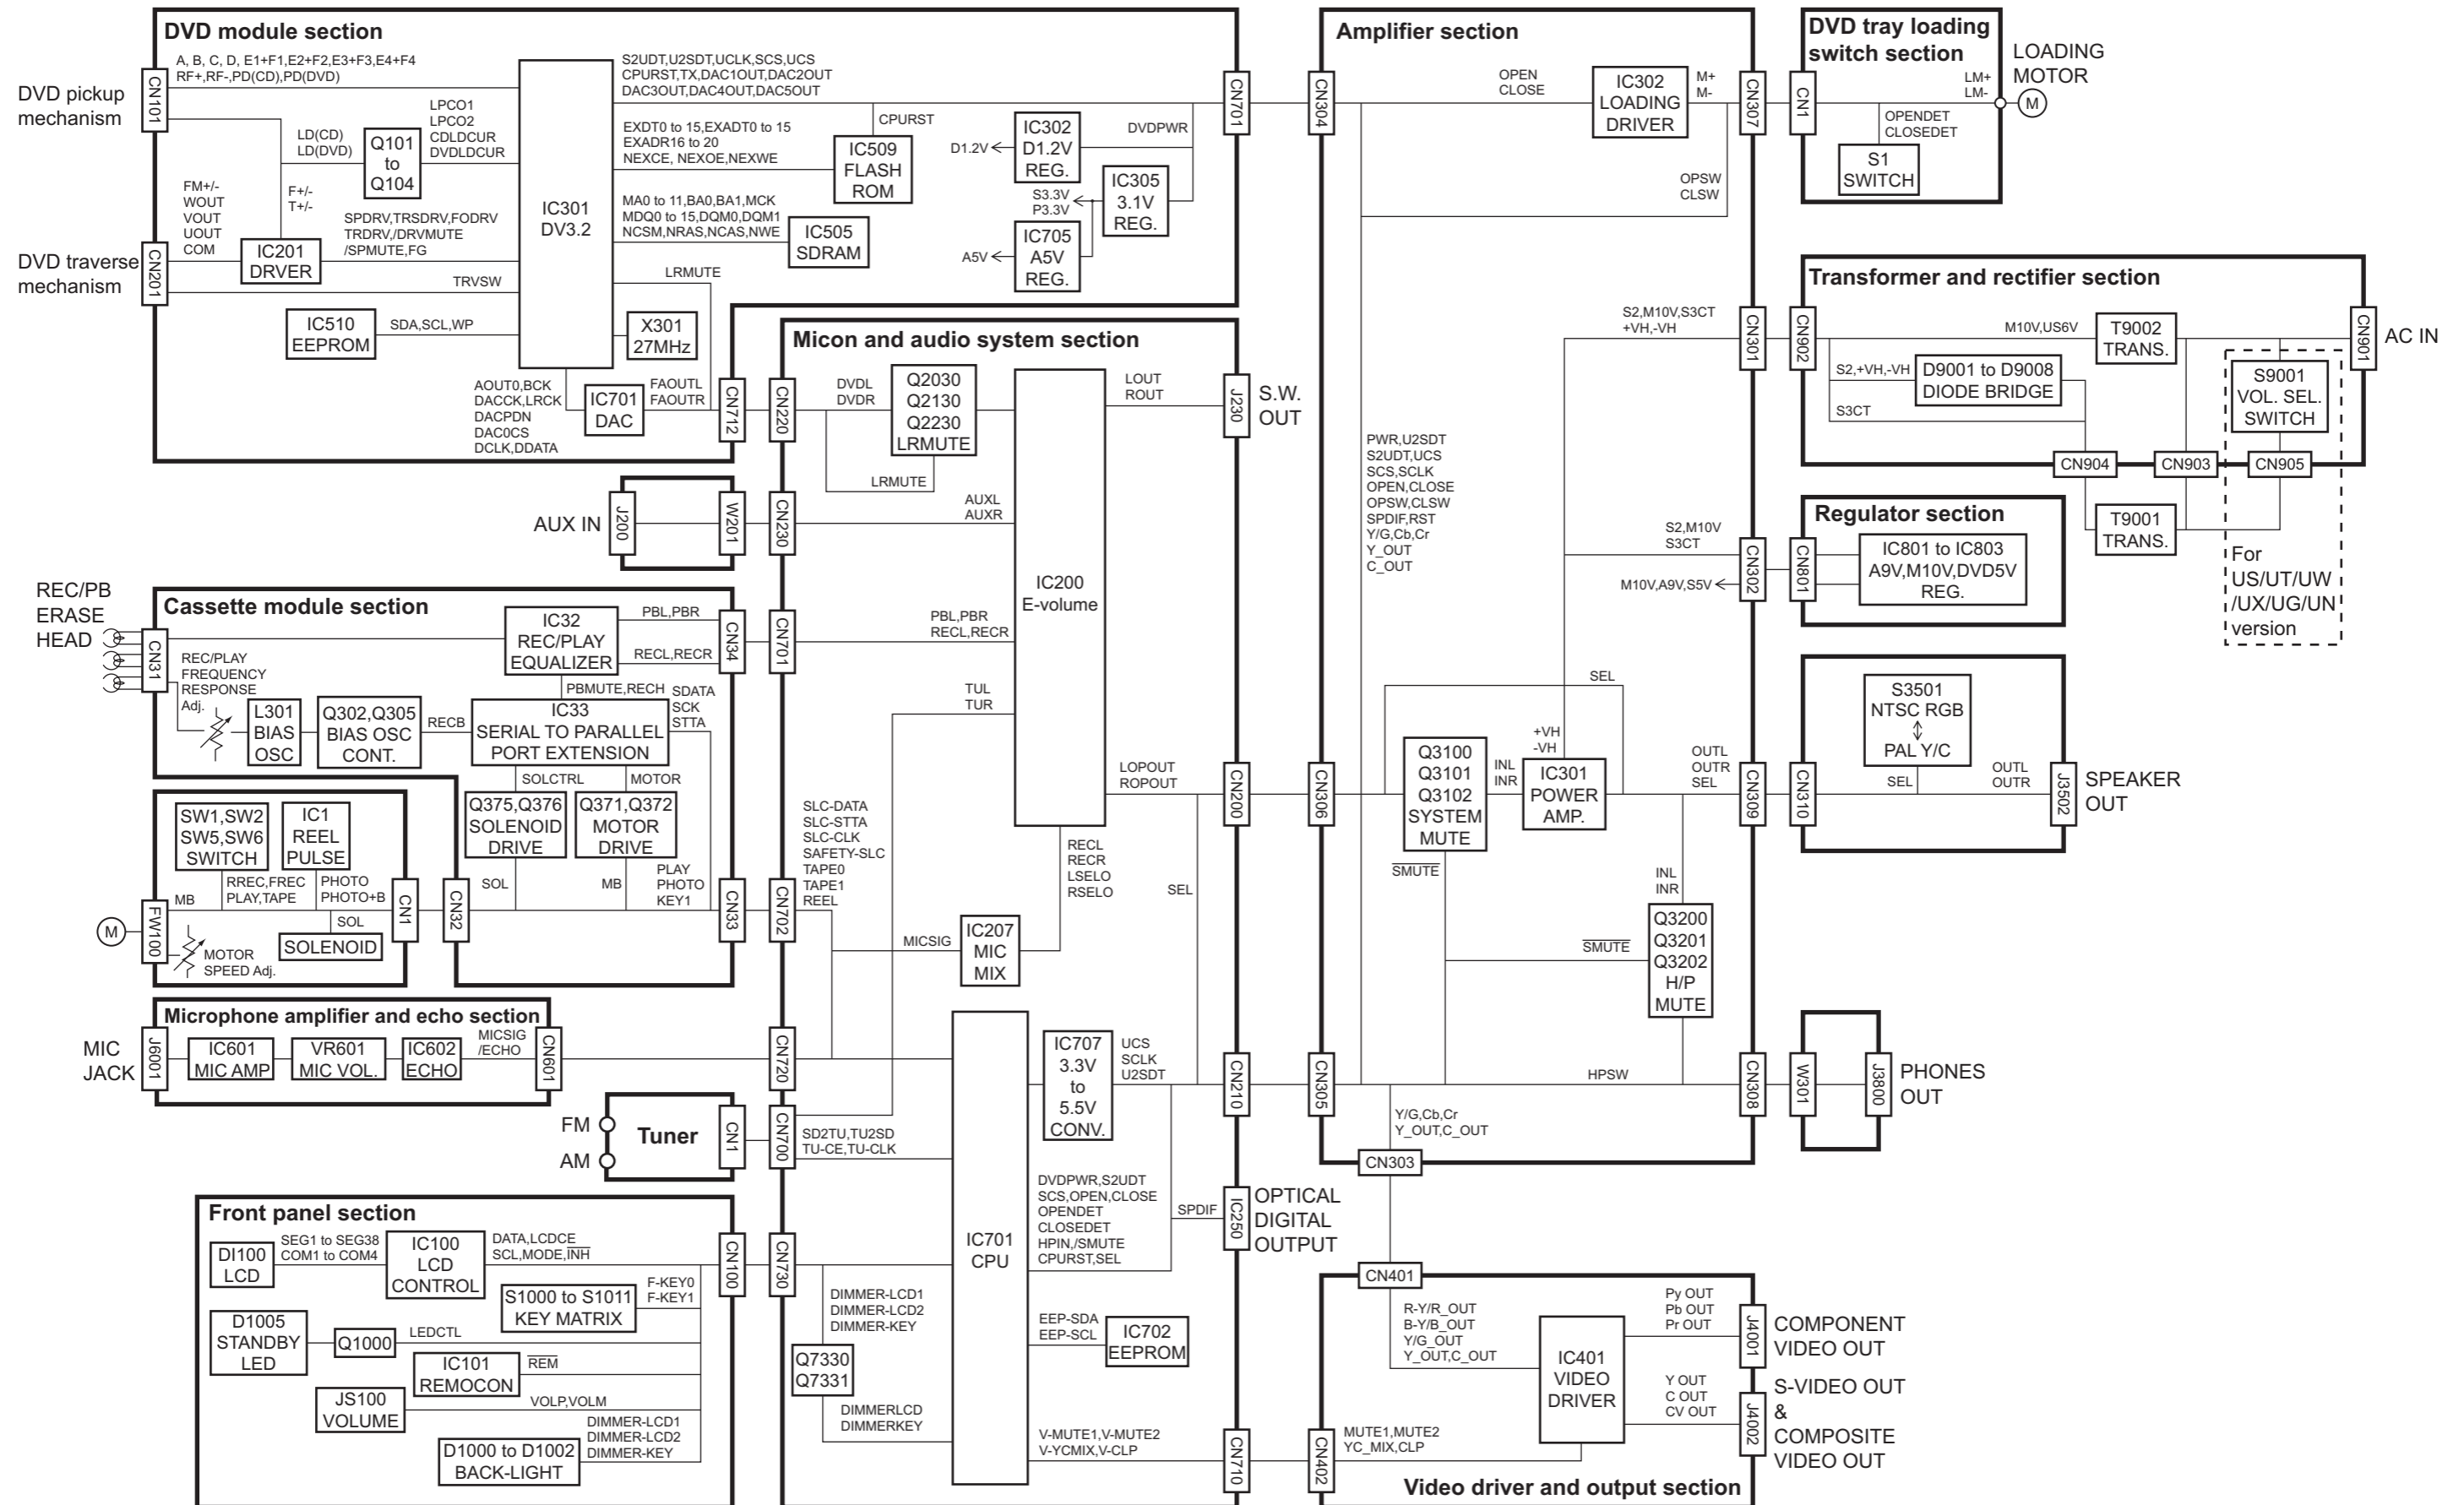 DVD module section
DVD pickup
mechanism
CN101
A, B, C, D, E1+F1,E2+F2,E3+F3,E4+F4
RF+,RF-,PD(CD),PD(DVD)
LD(CD)
LD(DVD)
Q101
to
Q104
LPCO1
LPCO2
CDLDCUR
DVDLDCUR
FM+/-
WOUT
VOUT
UOUT
COM
F+/-
T+/-
SPDRV,TRSDRV,FODRV
TRDRV,/DRVMUTE
/SPMUTE,FG
DVD traverse
mechanism
CN201
IC201
DRVER
TRVSW
IC510
EEPROM
SDA,SCL,WP
IC301
DV3.2
S2UDT,U2SDT,UCLK,SCS,UCS
CPURST,TX,DAC1OUT,DAC2OUT
DAC3OUT,DAC4OUT,DAC5OUT
EXDT0 to 15,EXADT0 to 15
EXADR16 to 20
NEXCE, NEXOE,NEXWE
CPURST
IC509
FLASH
ROM
MA0 to 11,BA0,BA1,MCK
MDQ0 to 15,DQM0,DQM1
NCSM,NRAS,NCAS,NWE
IC505
SDRAM
LRMUTE
X301
27MHz
AOUT0,BCK
DACCK,LRCK
DACPDN
DAC0CS
DCLK,DDATA
IC701
DAC
FAOUTL
FAOUTR
CN712
D1.2V
IC302
D1.2V
REG.
DVDPWR
S3.3V
P3.3V
IC305
3.1V
REG.
A5V
IC705
A5V
REG.
CN701
AUX IN
J200
W201
REC/PB
ERASE
HEAD
Cassette module section
CN31
REC/PLAY
FREQUENCY
RESPONSE
Adj.
L301
BIAS
OSC
Q302,Q305
BIAS OSC
CONT.
RECB
IC32
REC/PLAY
EQUALIZER
PBL,PBR
RECL,RECR
CN34
PBMUTE,RECH
IC33
SERIAL TO PARALLEL
PORT EXTENSION
SDATA
SCK
STTA
SOLCTRL
MOTOR
Q375,Q376
SOLENOID
DRIVE
Q371,Q372
MOTOR
DRIVE
SOL
MB
PLAY
PHOTO
KEY1
CN32
CN33
SW1,SW2
SW5,SW6
SWITCH
IC1
REEL
PULSE
MB
RREC,FREC
PLAY,TAPE
PHOTO
PHOTO+B
CN1
M
FW100
MOTOR
SPEED Adj.
SOL
SOLENOID
Microphone amplifier and echo section
MIC
JACK
J6001
IC601
MIC AMP
VR601
MIC VOL.
IC602
ECHO
MICSIG
/ECHO
CN601
FM
AM
Tuner
CN1
Front panel section
DI100
LCD
SEG1 to SEG38
COM1 to COM4
IC100
LCD
CONTROL
DATA,LCDCE
SCL,MODE,INH
CN100
S1000 to S1011
KEY MATRIX
F-KEY0
F-KEY1
D1005
STANDBY
LED
Q1000
LEDCTL
IC101
REMOCON
REM
JS100
VOLUME
VOLP,VOLM
D1000 to D1002
BACK-LIGHT
DIMMER-LCD1
DIMMER-LCD2
DIMMER-KEY
Micon and audio system section
CN220
DVDL
DVDR
Q2030
Q2130
Q2230
LRMUTE
LRMUTE
CN230
AUXL
AUXR
CN701
PBL,PBR
RECL,RECR
TUL
TUR
IC200
E-volume
LOUT
ROUT
J230
S.W.
OUT
LOPOUT
ROPOUT
CN200
CN702
SLC-DATA
SLC-STTA
SLC-CLK
SAFETY-SLC
TAPE0
TAPE1
REEL
MICSIG
IC207
MIC
MIX
RECL
RECR
LSELO
RSELO
SEL
CN720
CN700
SD2TU,TU2SD
TU-CE,TU-CLK
IC701
CPU
IC707
3.3V
to
5.5V
CONV.
UCS
SCLK
U2SDT
CN210
DVDPWR,S2UDT
SCS,OPEN,CLOSE
OPENDET
CLOSEDET
HPIN,/SMUTE
CPURST,SEL
SPDIF
IC250
OPTICAL
DIGITAL
OUTPUT
CN730
DIMMER-LCD1
DIMMER-LCD2
DIMMER-KEY
Q7330
Q7331
DIMMERLCD
DIMMERKEY
EEP-SDA
EEP-SCL
IC702
EEPROM
V-MUTE1,V-MUTE2
V-YCMIX,V-CLP
CN710
Amplifier section
CN304
OPEN
CLOSE
IC302
LOADING
DRIVER
M+
M-
CN307
OPSW
CLSW
PWR,U2SDT
S2UDT,UCS
SCS,SCLK
OPEN,CLOSE
OPSW,CLSW
SPDIF,RST
Y/G,Cb,Cr
Y_OUT
C_OUT
S2,M10V,S3CT
+VH,-VH
CN301
S2,M10V
S3CT
M10V,A9V,S5V
CN302
SEL
CN306
Q3100
Q3101
Q3102
SYSTEM
MUTE
INL
INR
+VH
-VH
IC301
POWER
AMP.
OUTL
OUTR
SEL
CN309
SMUTE
INL
INR
SMUTE
Q3200
Q3201
Q3202
H/P
MUTE
CN305
HPSW
CN308
Y/G,Cb,Cr
Y_OUT,C_OUT
CN303
CN401
R-Y/R_OUT
B-Y/B_OUT
Y/G_OUT
Y_OUT,C_OUT
IC401
VIDEO
DRIVER
Py OUT
Pb OUT
Pr OUT
J4001
COMPONENT
VIDEO OUT
Y OUT
C OUT
CV OUT
J4002
S-VIDEO OUT
&
COMPOSITE
VIDEO OUT
CN402
MUTE1,MUTE2
YC_MIX,CLP
Video driver and output section
DVD tray loading
switch section
CN1
LM+
LM-
LOADING
MOTOR
M
OPENDET
CLOSEDET
S1
SWITCH
Transformer and rectifier section
CN902
M10V,US6V
T9002
TRANS.
CN901
AC IN
S2,+VH,-VH
D9001 to D9008
DIODE BRIDGE
S3CT
S9001
VOL. SEL.
SWITCH
CN904
CN903
CN905
T9001
TRANS.
For
US/UT/UW
/UX/UG/UN
version
Regulator section
CN801
IC801 to IC803
A9V,M10V,DVD5V
REG.
S3501
NTSC RGB
PAL Y/C
CN310
SEL
OUTL
OUTR
J3502
SPEAKER
OUT
W301
J3800
PHONES
OUT